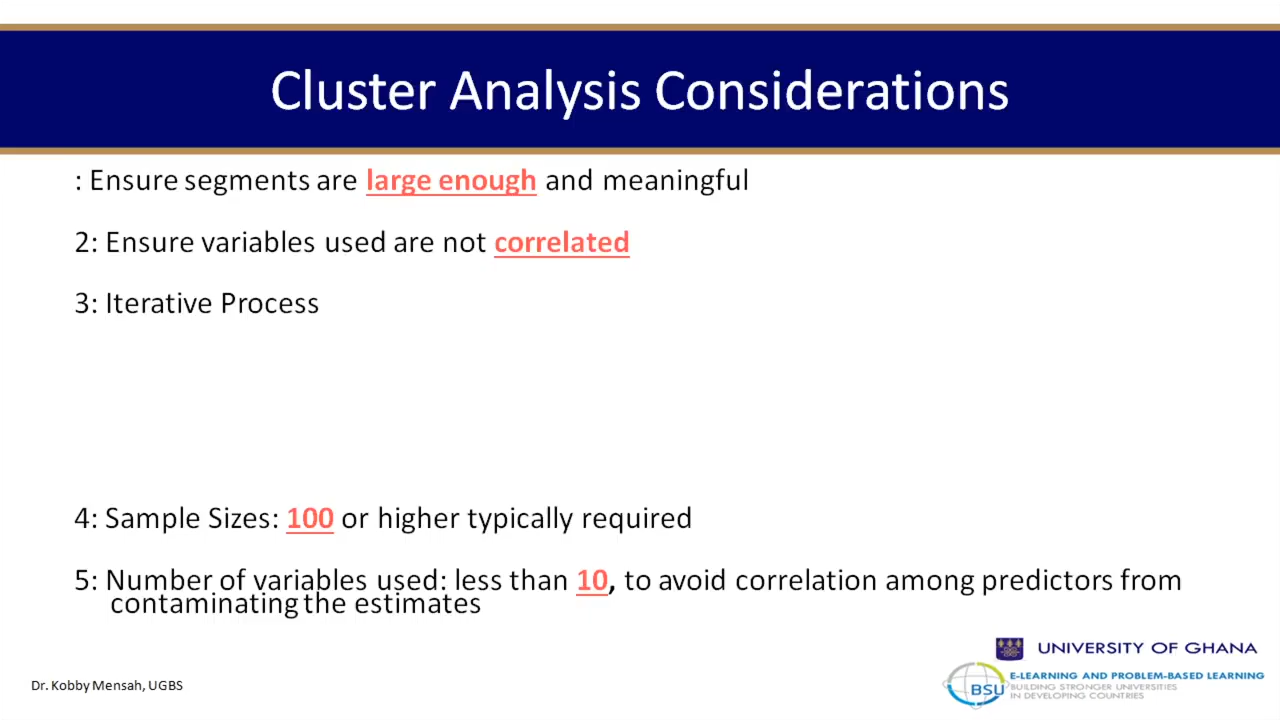 Cluster Analysis Considerations
: Ensure segments are large enough and meaningful
2: Ensure variables used are not correlated
3: Iterative Process
4: Sample Sizes: 100 or higher typically required
5: Number of variables used: less than 10, to avoid correlation among predictors from
contaminating the estimates
Dr. Kobby Mensah, UGBS
UNIVERSITY OF GHANA
BSU
E-LEARNING AND PROBLEM-BASED LEARNING
BUILDING STRONGER UNIVERSITIES
IN DEVELOPING COUNTRIES